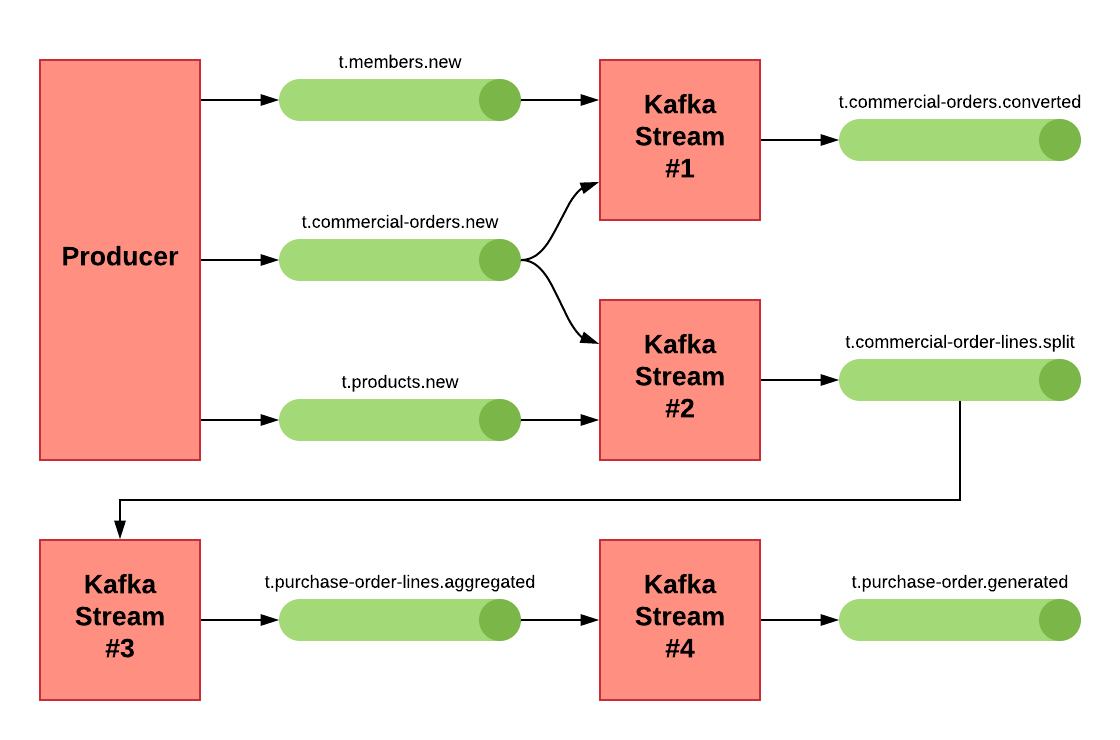 t.members.new
Kafka
Stream
#1
t.commercial-orders.converted
Producer
t.commercial-orders.new
Kafka
Stream
#2
t.commercial-order-lines.split
t.products.new
Kafka
Stream
#3
t.purchase-order-lines.aggregated
Kafka
Stream
#4
t.purchase-order.generated